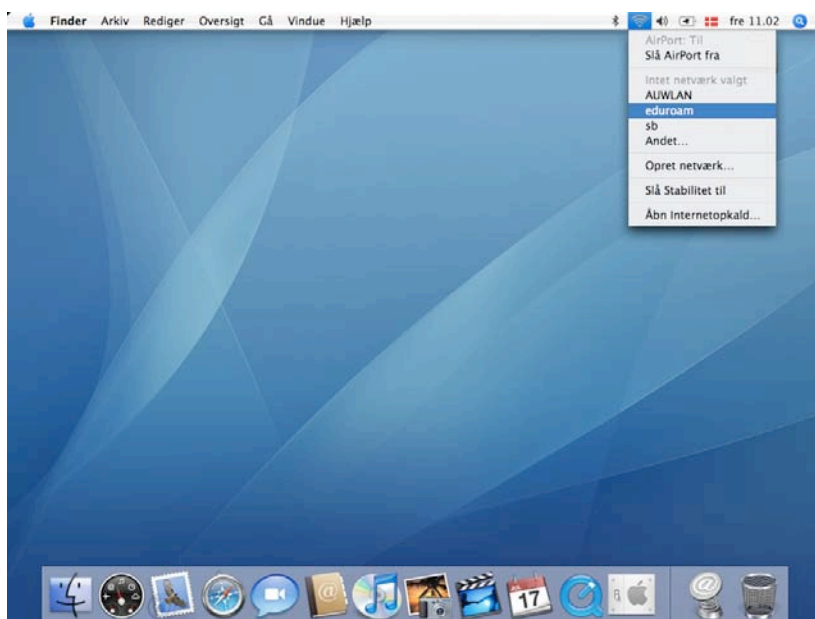 Finder Arkiv Rediger Oversigt Gå Vindue Hjælp fre 11.02
AirPort: Til
Slå AirPort fra
Intet netværk valgt
AUWLAN
eduroam
sb
Andet...
Opret netværk...
Slå Stabilitet til
Åbn Internetopkald...
17